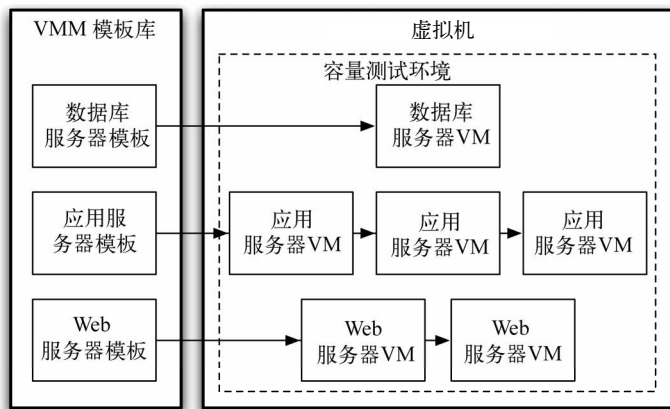 VMM 模板库
虚拟机
容量测试环境
数据库
服务器模板
数据库
服务器VM
应用服
务器模板
应用
服务器VM
应用
服务器VM
应用
服务器VM
Web
服务器模板
Web
服务器VM
Web
服务器VM